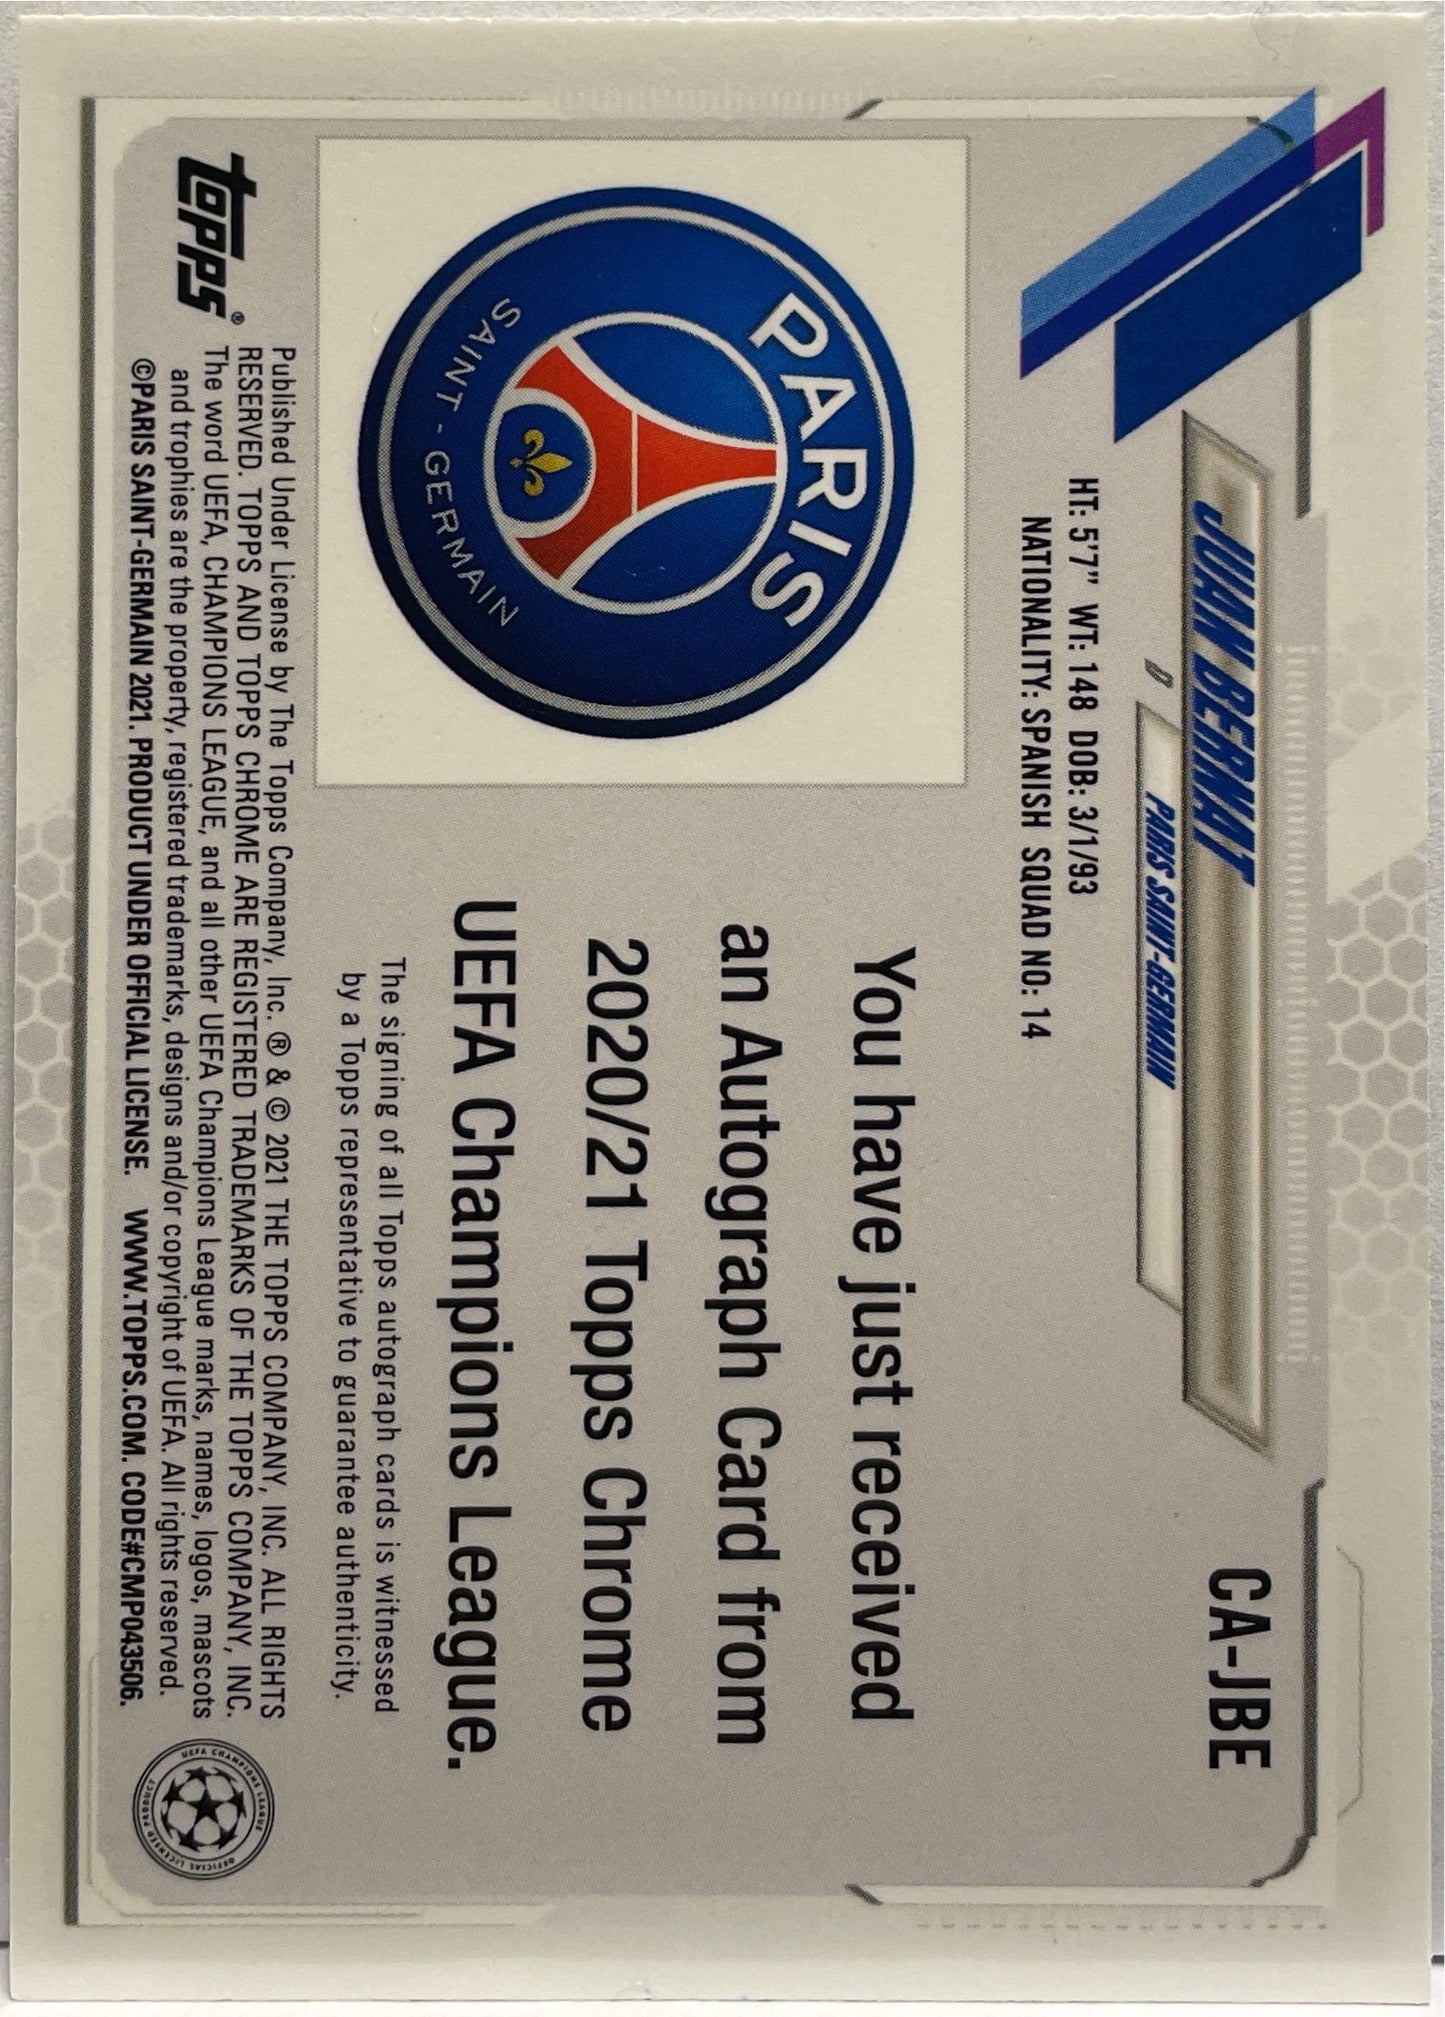 CA-JBE
JUAN BERNAT
D PARIS SAINT-GERMAIN
HT: 5'7" WT: 148 DOB: 3/1/93
NATIONALITY: SPANISH SQUAD NO: 14
PARIS
SAINT-GERMAIN
You have just received
an Autograph Card from
2020/21 Topps Chrome
UEFA Champions League.
The signing of all Topps autograph cards is witnessed
by a Topps representative to guarantee authenticity.
topps®
Published Under License by The Topps Company, Inc. ® & © 2021 THE TOPPS COMPANY, INC. ALL RIGHTS
RESERVED. TOPPS AND TOPPS CHROME ARE REGISTERED TRADEMARKS OF THE TOPPS COMPANY, INC.
The word UEFA, CHAMPIONS LEAGUE, and all other UEFA Champions League marks, names, logos, mascots
and trophies are the property, registered trademarks, designs and/or copyright of UEFA. All rights reserved.
©PARIS SAINT-GERMAIN 2021. PRODUCT UNDER OFFICIAL LICENSE. WWW.TOPPS.COM. CODE#CMP043506.
UEFA CHAMPIONS LEAGUE
OFFICIAL LICENSED PRODUCT